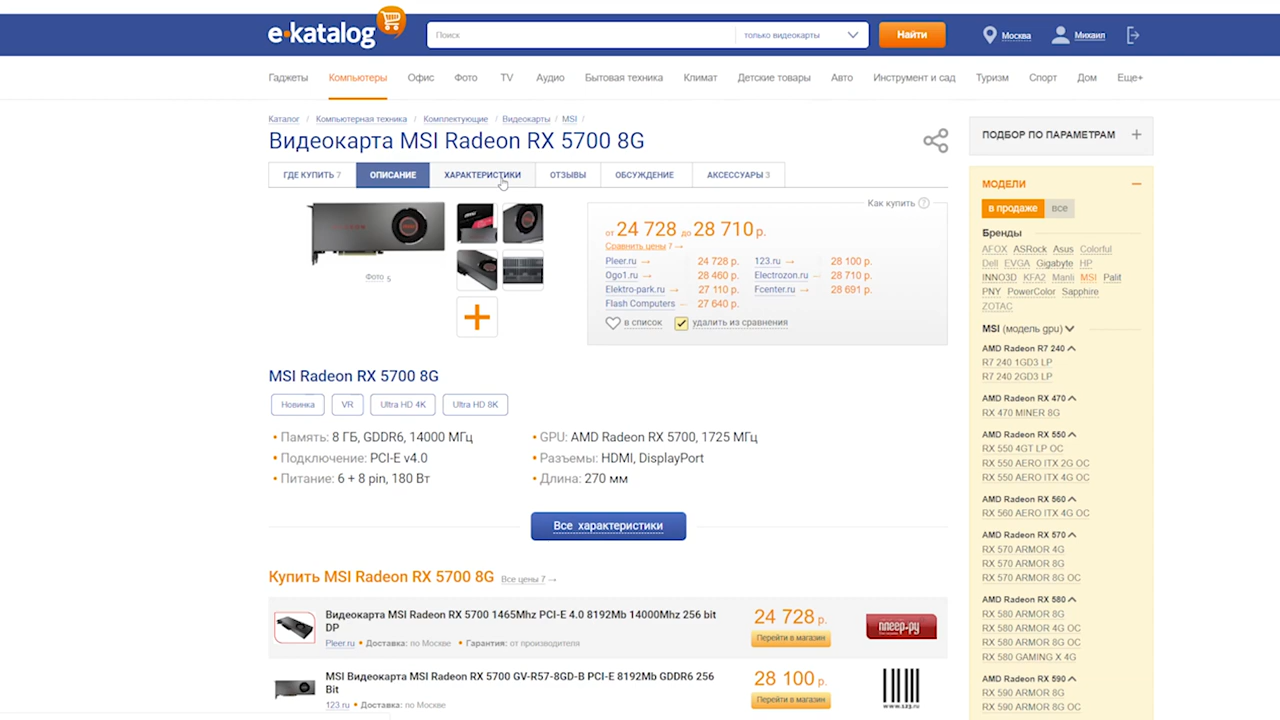 e·katalog
Поиск
только видеокарты
Найти
Москва
Михаил
Гаджеты Компьютеры Офис Фото TV Аудио Бытовая техника Климат Детские товары Авто Инструмент и сад Туризм Спорт Дом Еще+
Каталог / Компьютерная техника / Комплектующие / Видеокарты / MSI /
Видеокарта MSI Radeon RX 5700 8G
ГДЕ КУПИТЬ 7 ОПИСАНИЕ ХАРАКТЕРИСТИКИ ОТЗЫВЫ ОБСУЖДЕНИЕ АКСЕССУАРЫ 3
Фото 5
Как купить ?
от 24 728 до 28 710 р.
Сравнить цены 7 →
Pleer.ru → 24 728 р. 123.ru → 28 100 р.
Ogo1.ru → 28 460 р. Electrozon.ru → 28 710 р.
Elektro-park.ru → 27 110 р. Fcenter.ru → 28 691 р.
Flash Computers → 27 640 р.
в список удалить из сравнения
MSI Radeon RX 5700 8G
Новинка VR Ultra HD 4K Ultra HD 8K
• Память: 8 ГБ, GDDR6, 14000 МГц • GPU: AMD Radeon RX 5700, 1725 МГц
• Подключение: PCI-E v4.0 • Разъемы: HDMI, DisplayPort
• Питание: 6 + 8 pin, 180 Вт • Длина: 270 мм
Все характеристики
Купить MSI Radeon RX 5700 8G Все цены 7 →
Видеокарта MSI Radeon RX 5700 1465Mhz PCI-E 4.0 8192Mb 14000Mhz 256 bit
DP
Pleer.ru • Доставка: по Москве • Гарантия: от производителя
24 728 р.
Перейти в магазин
плеер·ру
MSI Видеокарта MSI Radeon RX 5700 GV-R57-8GD-B PCI-E 8192Mb GDDR6 256
Bit
123.ru • Доставка: по Москве
28 100 р.
Перейти в магазин
www.123.ru
ПОДБОР ПО ПАРАМЕТРАМ +
МОДЕЛИ
в продаже все
Бренды
AFOX ASRock Asus Colorful
Dell EVGA Gigabyte HP
INNO3D KFA2 Manli MSI Palit
PNY PowerColor Sapphire
ZOTAC
MSI (модель gpu)
AMD Radeon R7 240
R7 240 1GD3 LP
R7 240 2GD3 LP
AMD Radeon RX 470
RX 470 MINER 8G
AMD Radeon RX 550
RX 550 4GT LP OC
RX 550 AERO ITX 2G OC
RX 550 AERO ITX 4G OC
AMD Radeon RX 560
RX 560 AERO ITX 4G OC
AMD Radeon RX 570
RX 570 ARMOR 4G
RX 570 ARMOR 8G
RX 570 ARMOR 8G OC
AMD Radeon RX 580
RX 580 ARMOR 8G
RX 580 ARMOR 4G OC
RX 580 ARMOR 8G OC
RX 580 GAMING X 4G
AMD Radeon RX 590
RX 590 ARMOR 8G
RX 590 ARMOR 8G OC